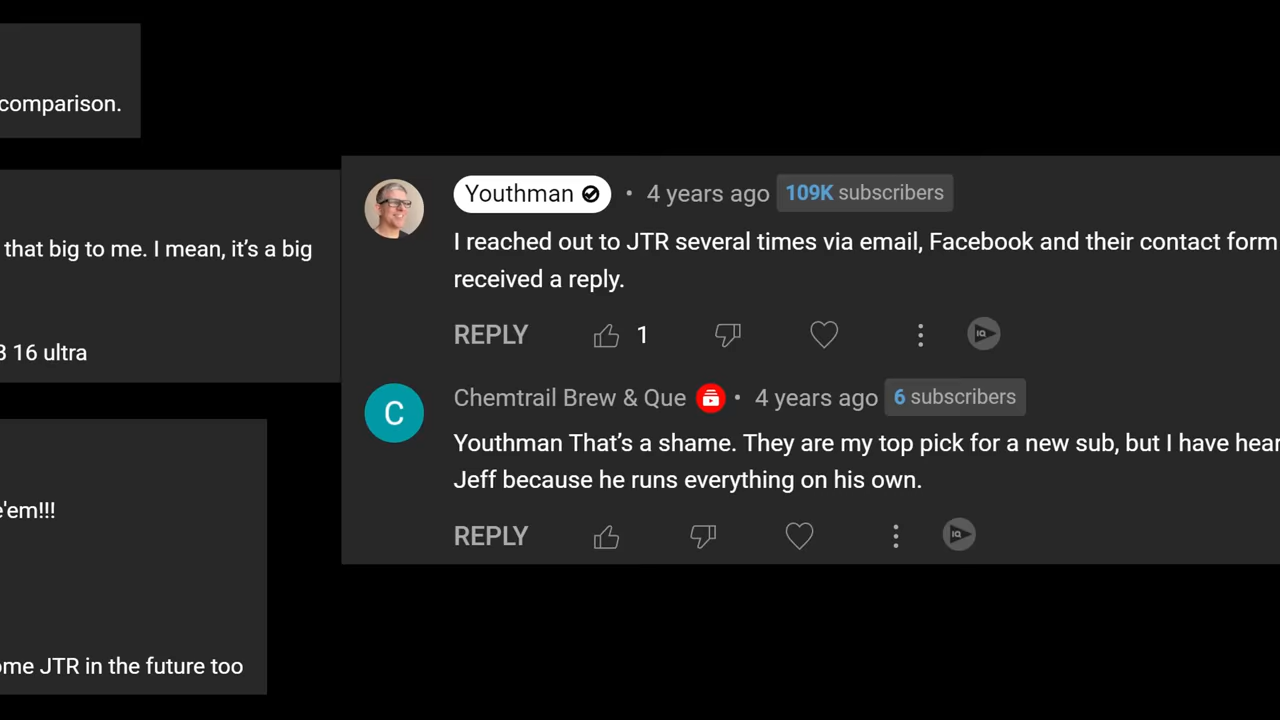 comparison.
that big to me. I mean, it's a big
16 ultra
'em!!!
JTR in the future too
Youthman • 4 years ago 109K subscribers
I reached out to JTR several times via email, Facebook and their contact form
received a reply.
REPLY 1
C Chemtrail Brew & Que • 4 years ago 6 subscribers
Youthman That's a shame. They are my top pick for a new sub, but I have
Jeff because he runs everything on his own.
REPLY